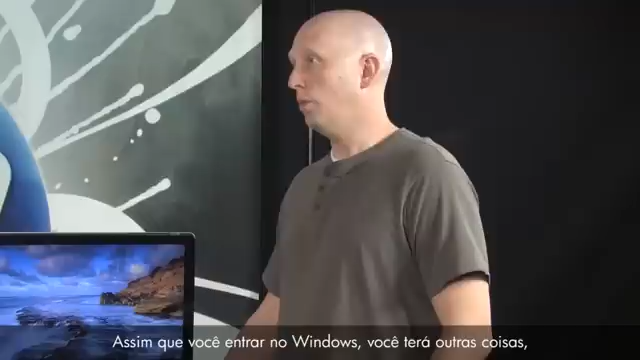 Assim que você entrar no Windows, você terá outras coisas,